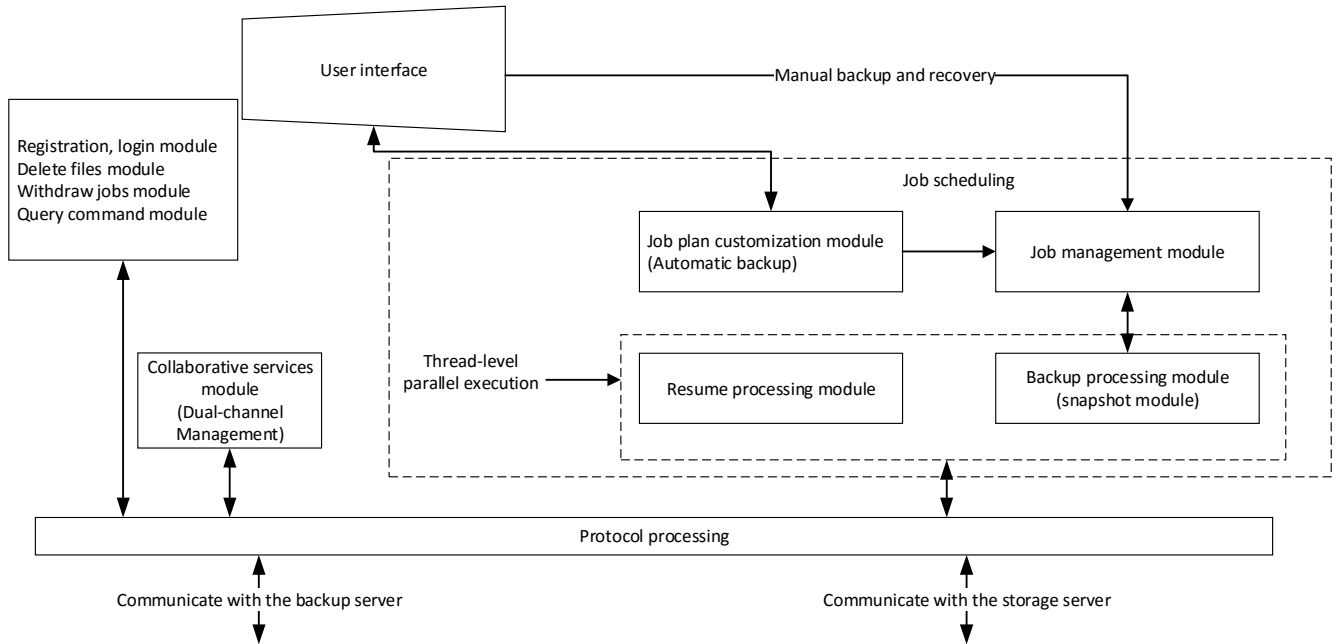 User interface
Manual backup and recovery
Registration, login module
Delete files module
Withdraw jobs module
Query command module
Job scheduling
Job plan customization module
(Automatic backup)
Job management module
Thread-level
parallel execution
Resume processing module
Backup processing module
(snapshot module)
Collaborative services
module
(Dual-channel
Management)
Protocol processing
Communicate with the backup server
Communicate with the storage server